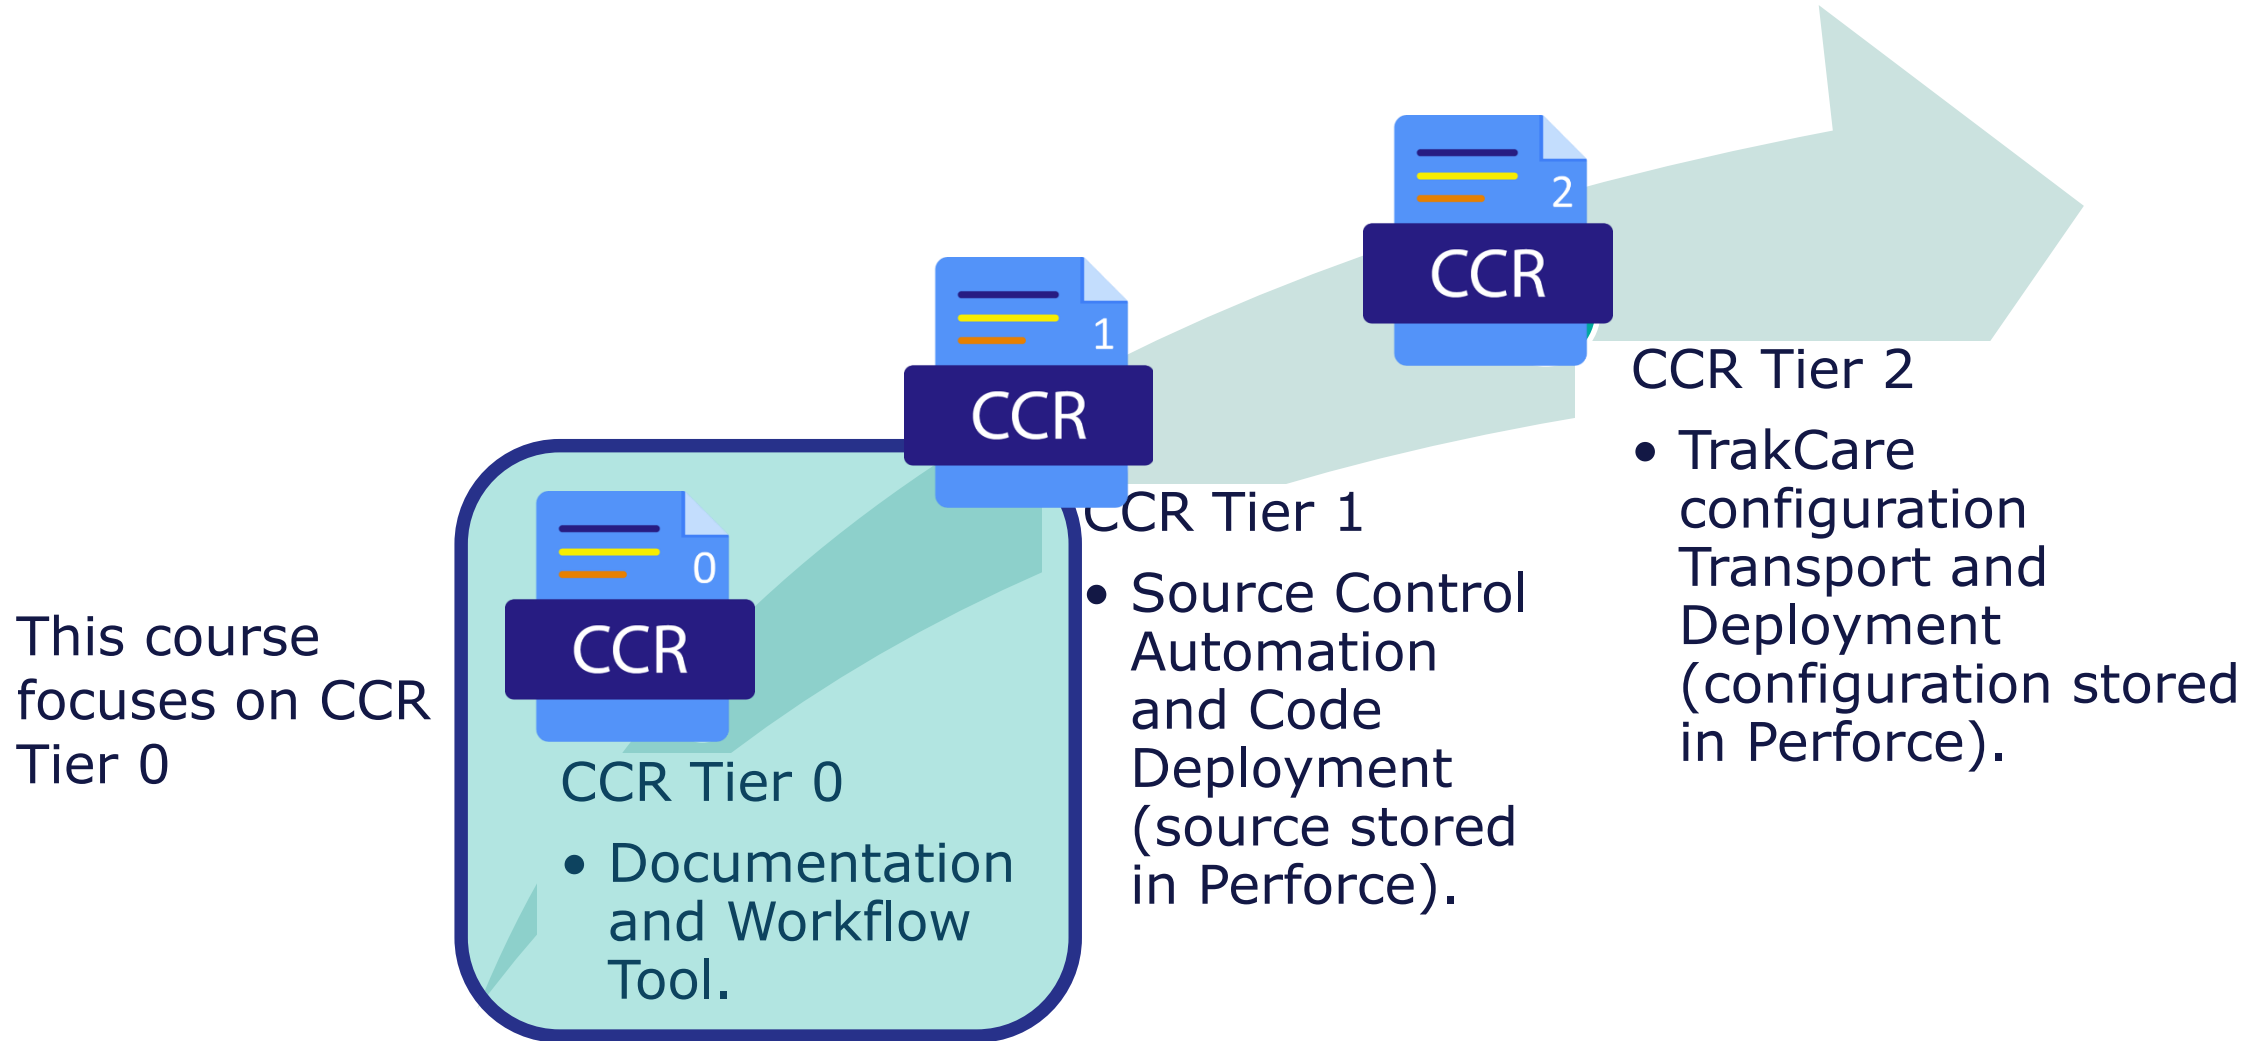 This course
focuses on CCR
Tier 0
0
CCR
CCR Tier 0
• Documentation
and Workflow
Tool.
1
CCR
CCR Tier 1
• Source Control
Automation
and Code
Deployment
(source stored
in Perforce).
2
CCR
CCR Tier 2
• TrakCare
configuration
Transport and
Deployment
(configuration stored
in Perforce).